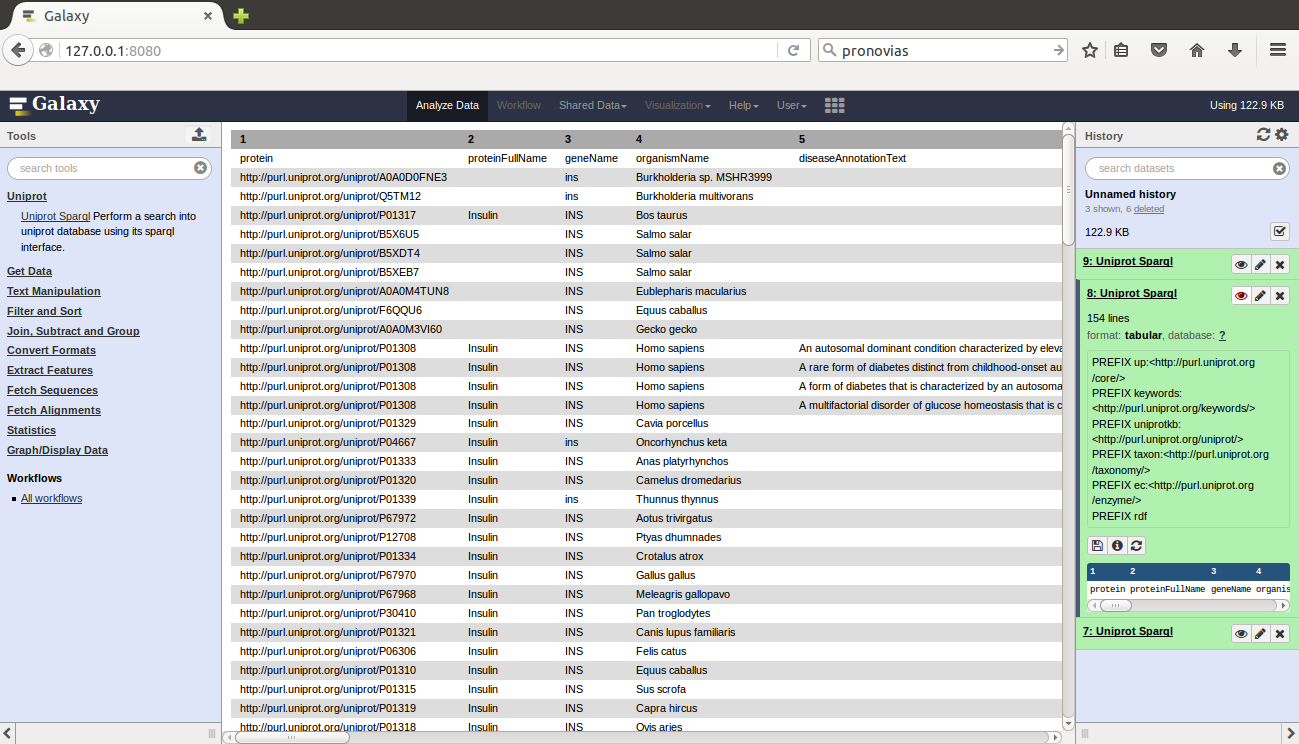 Galaxy
127.0.0.1:8080
pronovias
Galaxy
Analyze Data Workflow Shared Data Visualization Help User
Using 122.9 KB
Tools
search tools
Uniprot
Uniprot Sparql Perform a search into
uniprot database using its sparql
interface.
Get Data
Text Manipulation
Filter and Sort
Join, Subtract and Group
Convert Formats
Extract Features
Fetch Sequences
Fetch Alignments
Statistics
Graph/Display Data
Workflows
All workflows
1 2 3 4 5
protein proteinFullName geneName organismName diseaseAnnotationText
http://purl.uniprot.org/uniprot/A0A0D0FNE3 ins Burkholderia sp. MSHR3999
http://purl.uniprot.org/uniprot/Q5TM12 ins Burkholderia multivorans
http://purl.uniprot.org/uniprot/P01317 Insulin INS Bos taurus
http://purl.uniprot.org/uniprot/B5X6U5 INS Salmo salar
http://purl.uniprot.org/uniprot/B5XDT4 INS Salmo salar
http://purl.uniprot.org/uniprot/B5XEB7 INS Salmo salar
http://purl.uniprot.org/uniprot/A0A0M4TUN8 INS Eublepharis macularius
http://purl.uniprot.org/uniprot/F6QQU6 INS Equus caballus
http://purl.uniprot.org/uniprot/A0A0M3VI60 INS Gecko gecko
http://purl.uniprot.org/uniprot/P01308 Insulin INS Homo sapiens An autosomal dominant condition characterized by eleva
http://purl.uniprot.org/uniprot/P01308 Insulin INS Homo sapiens A rare form of diabetes distinct from childhood-onset au
http://purl.uniprot.org/uniprot/P01308 Insulin INS Homo sapiens A form of diabetes that is characterized by an autosoma
http://purl.uniprot.org/uniprot/P01308 Insulin INS Homo sapiens A multifactorial disorder of glucose homeostasis that is c
http://purl.uniprot.org/uniprot/P01329 Insulin INS Cavia porcellus
http://purl.uniprot.org/uniprot/P04667 Insulin ins Oncorhynchus keta
http://purl.uniprot.org/uniprot/P01333 Insulin INS Anas platyrhynchos
http://purl.uniprot.org/uniprot/P01320 Insulin INS Camelus dromedarius
http://purl.uniprot.org/uniprot/P01339 Insulin ins Thunnus thynnus
http://purl.uniprot.org/uniprot/P67972 Insulin INS Aotus trivirgatus
http://purl.uniprot.org/uniprot/P12708 Insulin INS Ptyas dhumnades
http://purl.uniprot.org/uniprot/P01334 Insulin INS Crotalus atrox
http://purl.uniprot.org/uniprot/P67970 Insulin INS Gallus gallus
http://purl.uniprot.org/uniprot/P67968 Insulin INS Meleagris gallopavo
http://purl.uniprot.org/uniprot/P30410 Insulin INS Pan troglodytes
http://purl.uniprot.org/uniprot/P01321 Insulin INS Canis lupus familiaris
http://purl.uniprot.org/uniprot/P06306 Insulin INS Felis catus
http://purl.uniprot.org/uniprot/P01310 Insulin INS Equus caballus
http://purl.uniprot.org/uniprot/P01315 Insulin INS Sus scrofa
http://purl.uniprot.org/uniprot/P01319 Insulin INS Capra hircus
http://purl.uniprot.org/uniprot/P01318 Insulin INS Ovis aries
History
search datasets
Unnamed history
3 shown, 6 deleted
122.9 KB
9: Uniprot Sparql
8: Uniprot Sparql
154 lines
format: tabular, database: ?
PREFIX up:<http://purl.uniprot.org
/core/>
PREFIX keywords:
<http://purl.uniprot.org/keywords/>
PREFIX uniprotkb:
<http://purl.uniprot.org/uniprot/>
PREFIX taxon:<http://purl.uniprot.org
/taxonomy/>
PREFIX ec:<http://purl.uniprot.org
/enzyme/>
PREFIX rdf
1 2 3 4
protein proteinFullName geneName organis
7: Uniprot Sparql